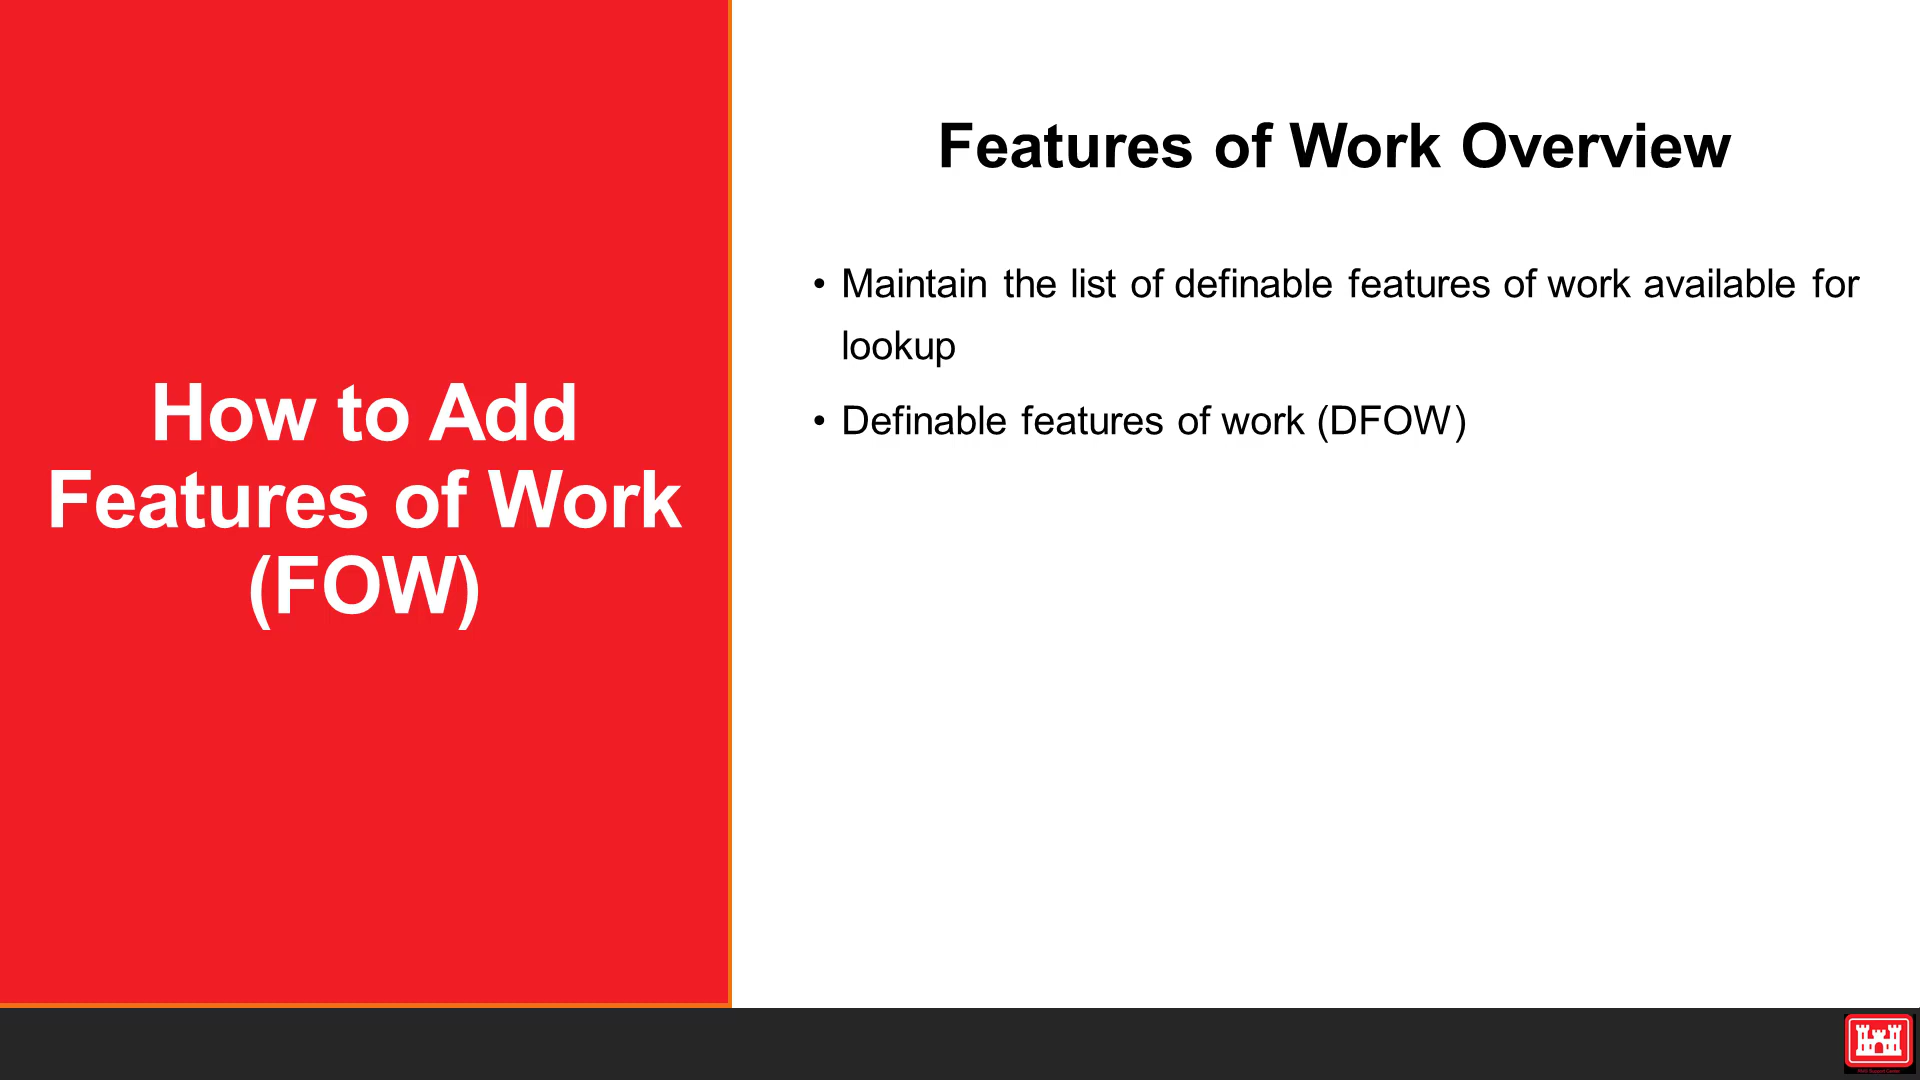 How to Add
Features of Work
(FOW)
Features of Work Overview
• Maintain the list of definable features of work available for
lookup
• Definable features of work (DFOW)